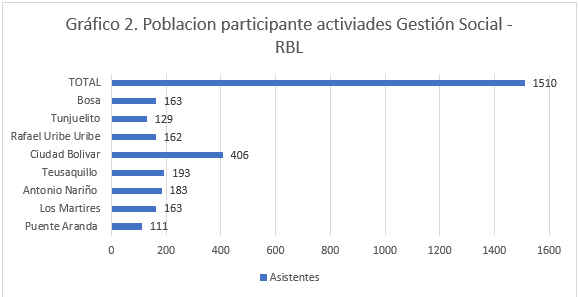 Gráfico 2. Poblacion participante activiades Gestión Social -
RBL
TOTAL 1510
Bosa 163
Tunjuelito 129
Rafael Uribe Uribe 162
Ciudad Bolivar 406
Teusaquillo 193
Antonio Nariño 183
Los Martires 163
Puente Aranda 111
0 200 400 600 800 1000 1200 1400 1600
Asistentes